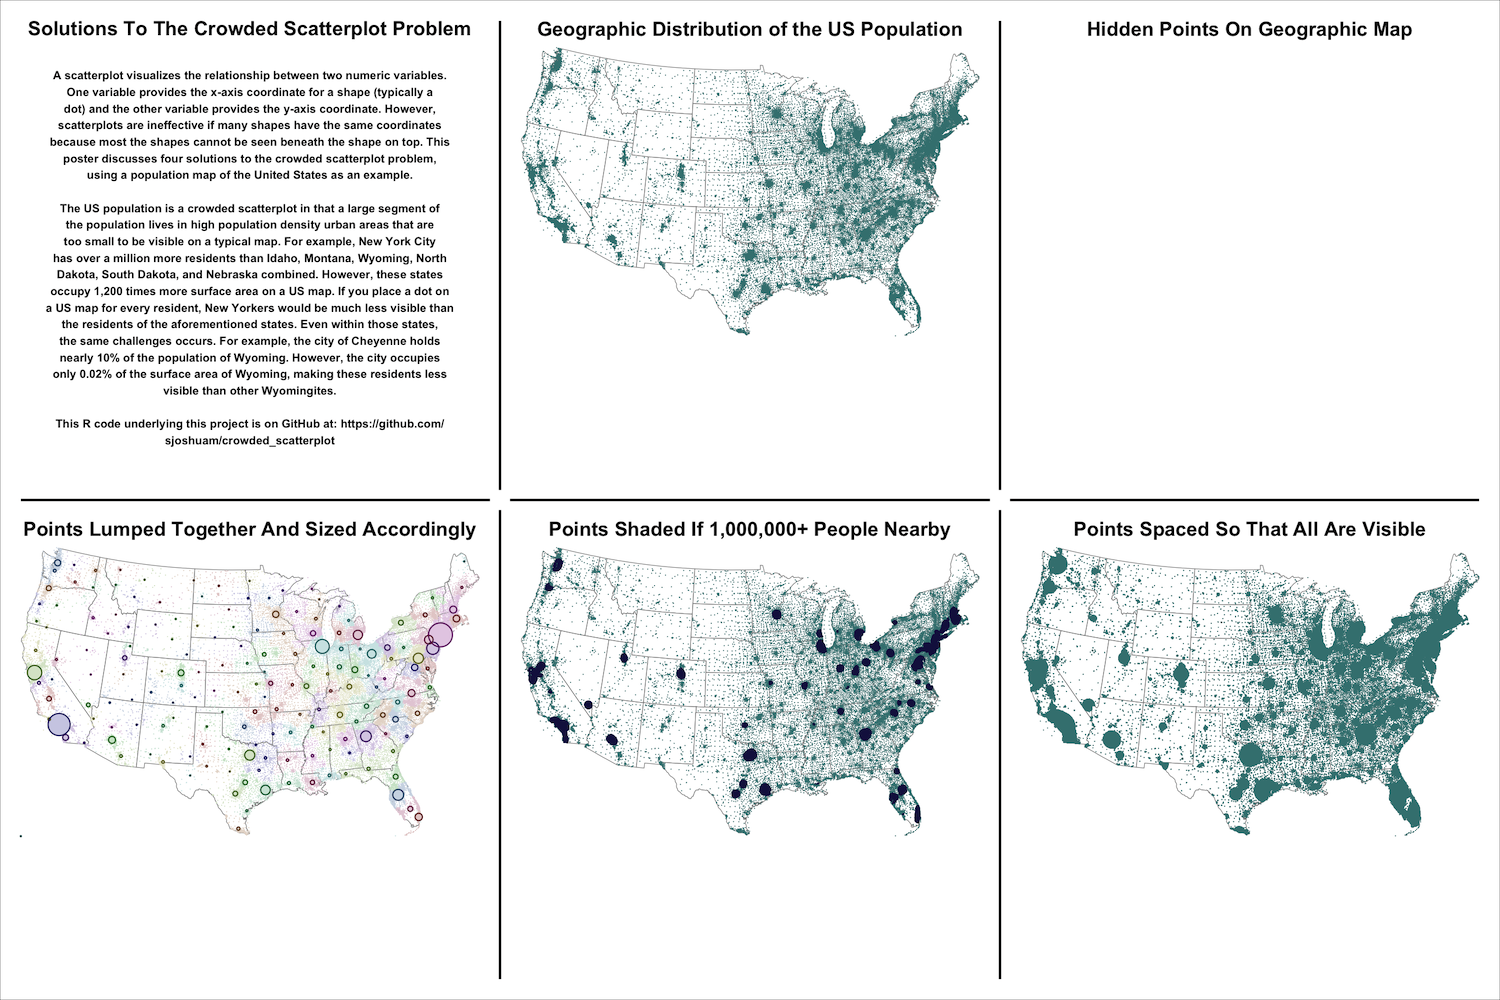 Solutions To The Crowded Scatterplot Problem
A scatterplot visualizes the relationship between two numeric variables.
One variable provides the x-axis coordinate for a shape (typically a
dot) and the other variable provides the y-axis coordinate. However,
scatterplots are ineffective if many shapes have the same coordinates
because most the shapes cannot be seen beneath the shape on top. This
poster discusses four solutions to the crowded scatterplot problem,
using a population map of the United States as an example.
The US population is a crowded scatterplot in that a large segment of
the population lives in high population density urban areas that are
too small to be visible on a typical map. For example, New York City
has over a million more residents than Idaho, Montana, Wyoming, North
Dakota, South Dakota, and Nebraska combined. However, these states
occupy 1,200 times more surface area on a US map. If you place a dot on
a US map for every resident, New Yorkers would be much less visible than
the residents of the aforementioned states. Even within those states,
the same challenges occurs. For example, the city of Cheyenne holds
nearly 10% of the population of Wyoming. However, the city occupies
only 0.02% of the surface area of Wyoming, making these residents less
visible than other Wyomingites.
This R code underlying this project is on GitHub at: https://github.com/
sjoshuam/crowded_scatterplot
Geographic Distribution of the US Population
Hidden Points On Geographic Map
Points Lumped Together And Sized Accordingly
Points Shaded If 1,000,000+ People Nearby
Points Spaced So That All Are Visible